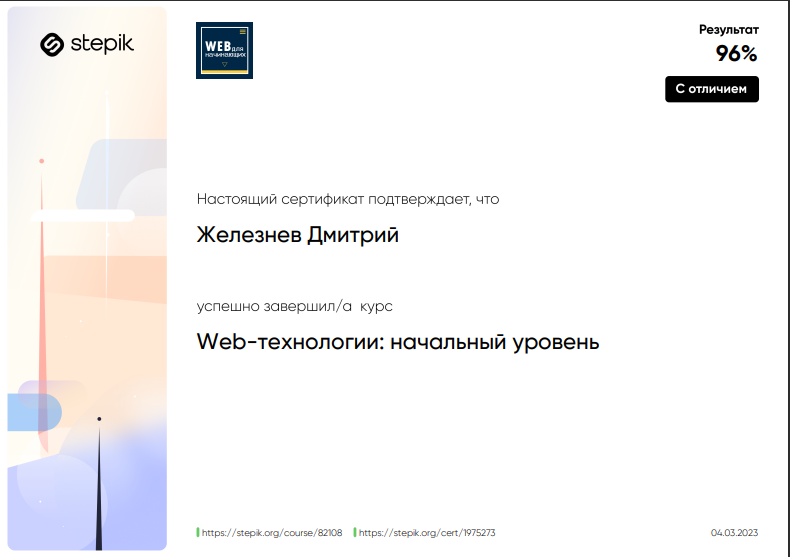 stepik
WEB для
начинающих
Результат
96%
С отличием
Настоящий сертификат подтверждает, что
Железнев Дмитрий
успешно завершил/а курс
Web-технологии: начальный уровень
https://stepik.org/course/82108 https://stepik.org/cert/1975273
04.03.2023